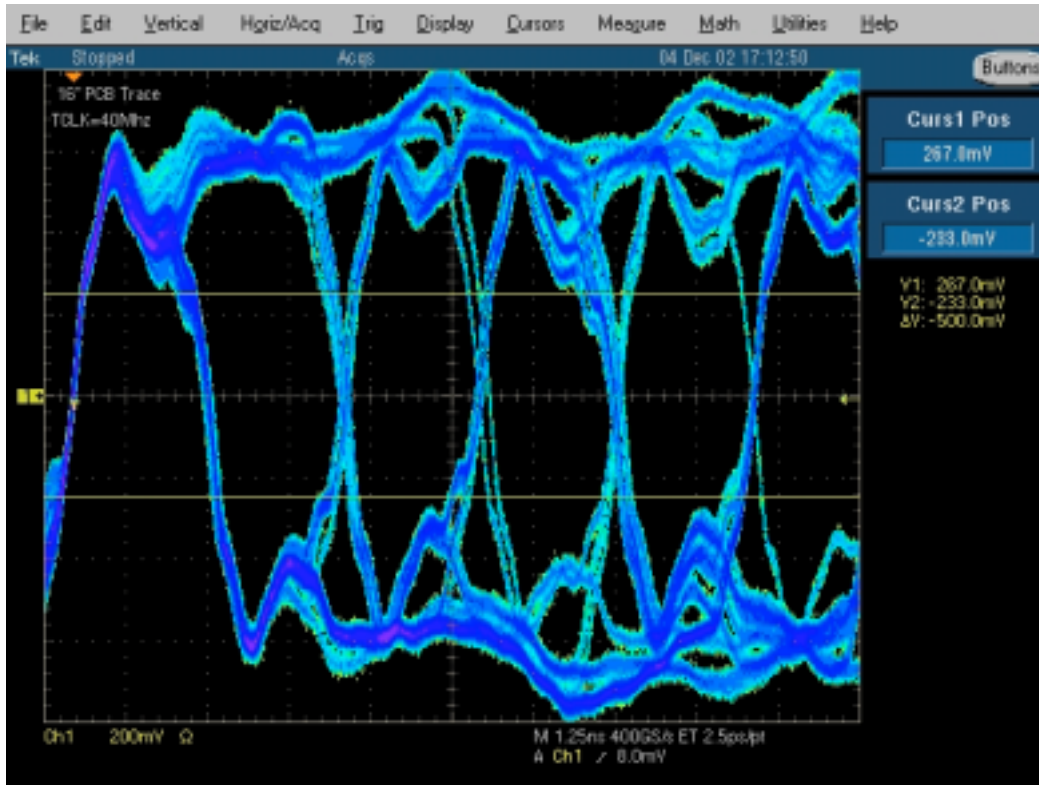 File Edit Vertical Horiz/Acq Trig Display Cursors Measure Math Utilities Help
Tek Stopped Acqs 04 Dec 02 17:12:50
Buttons
16" PCB Trace
TCLK=40Mhz
Curs1 Pos
267.0mV
Curs2 Pos
-233.0mV
V1: 267.0mV
V2: -233.0mV
ΔV: -500.0mV
1
Ch1 200mV Ω M 1.25ns 400GS/s ET 2.5ps/pt
A Ch1 / 8.0mV